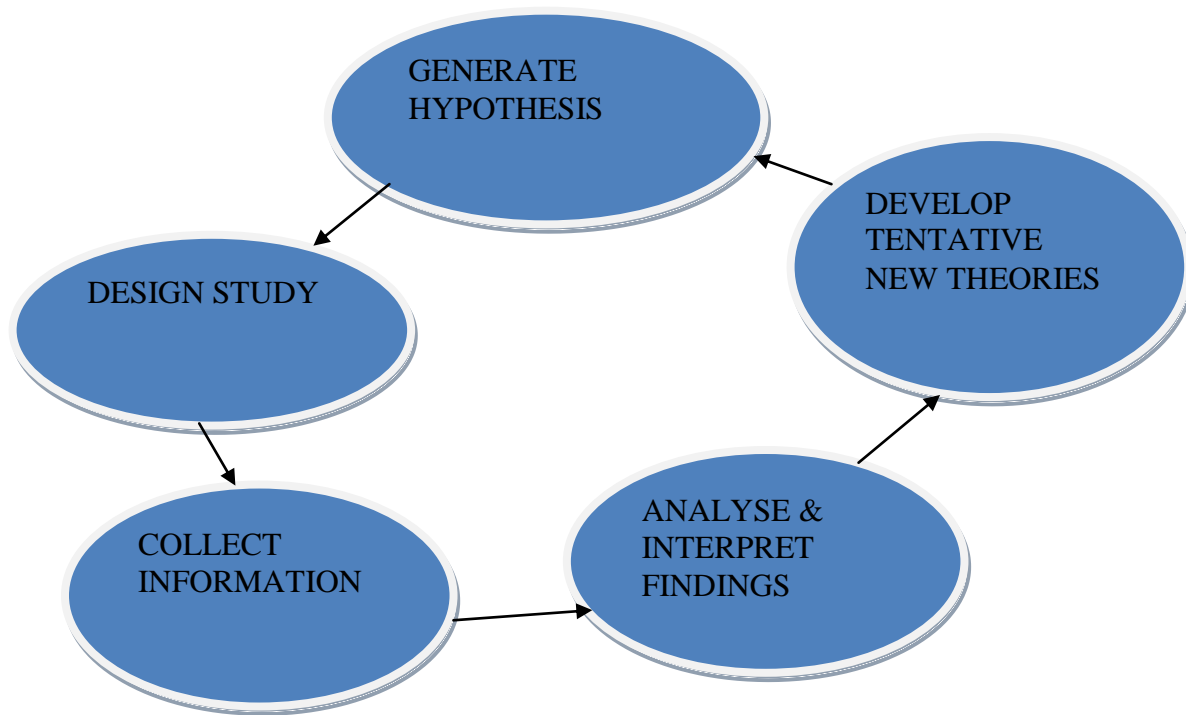 GENERATE
HYPOTHESIS
DESIGN STUDY
COLLECT
INFORMATION
ANALYSE &
INTERPRET
FINDINGS
DEVELOP
TENTATIVE
NEW THEORIES